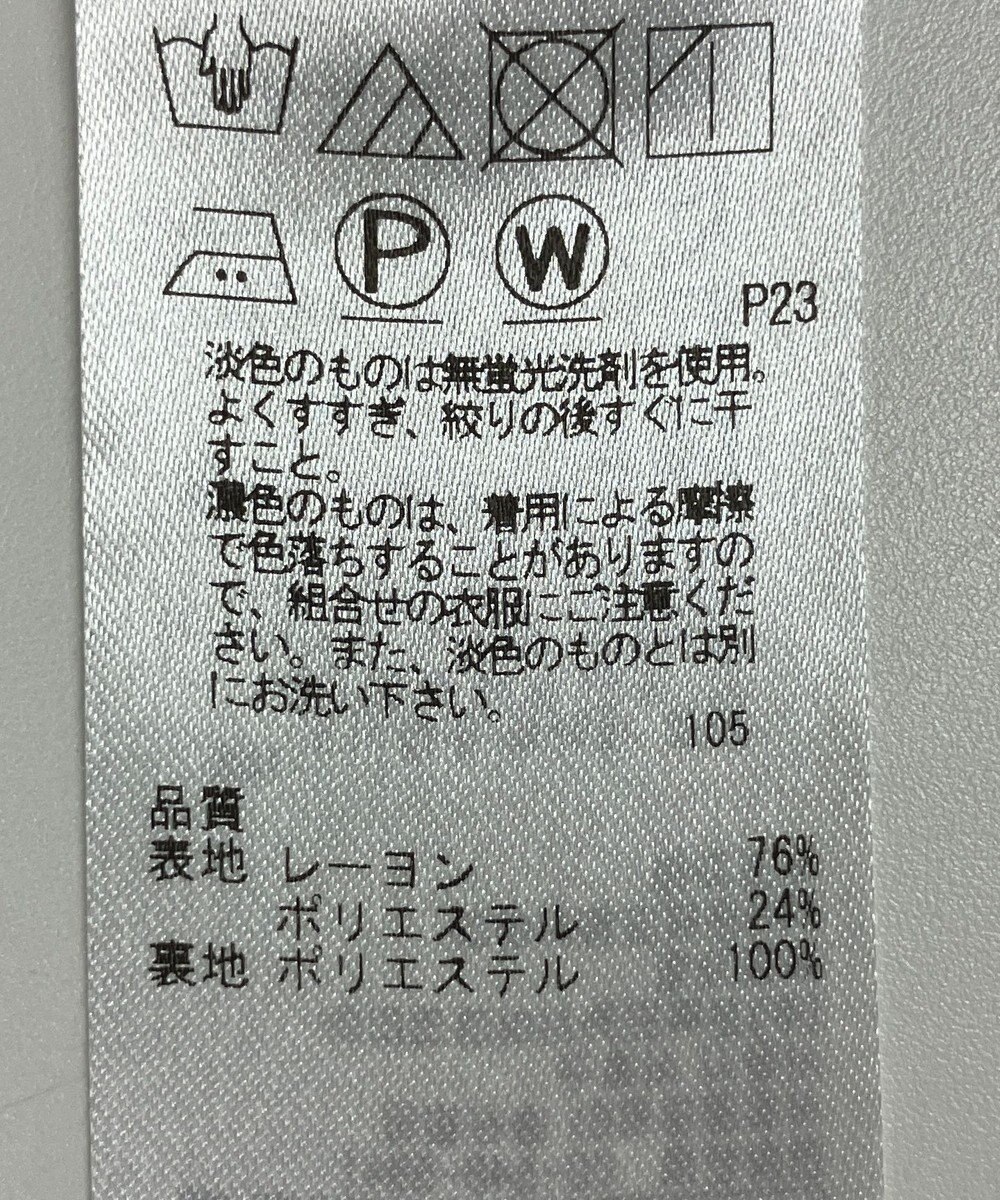 P W
P23
淡色のものは無蛍光洗剤を使用。
よくすすぎ、絞りの後すぐに干
すこと。
濃色のものは、着用による摩擦
で色落ちすることがありますの
で、組合せの衣服にご注意くだ
さい。また、淡色のものとは別
にお洗い下さい。
105
品質
表地 レーヨン 76%
ポリエステル 24%
裏地 ポリエステル 100%